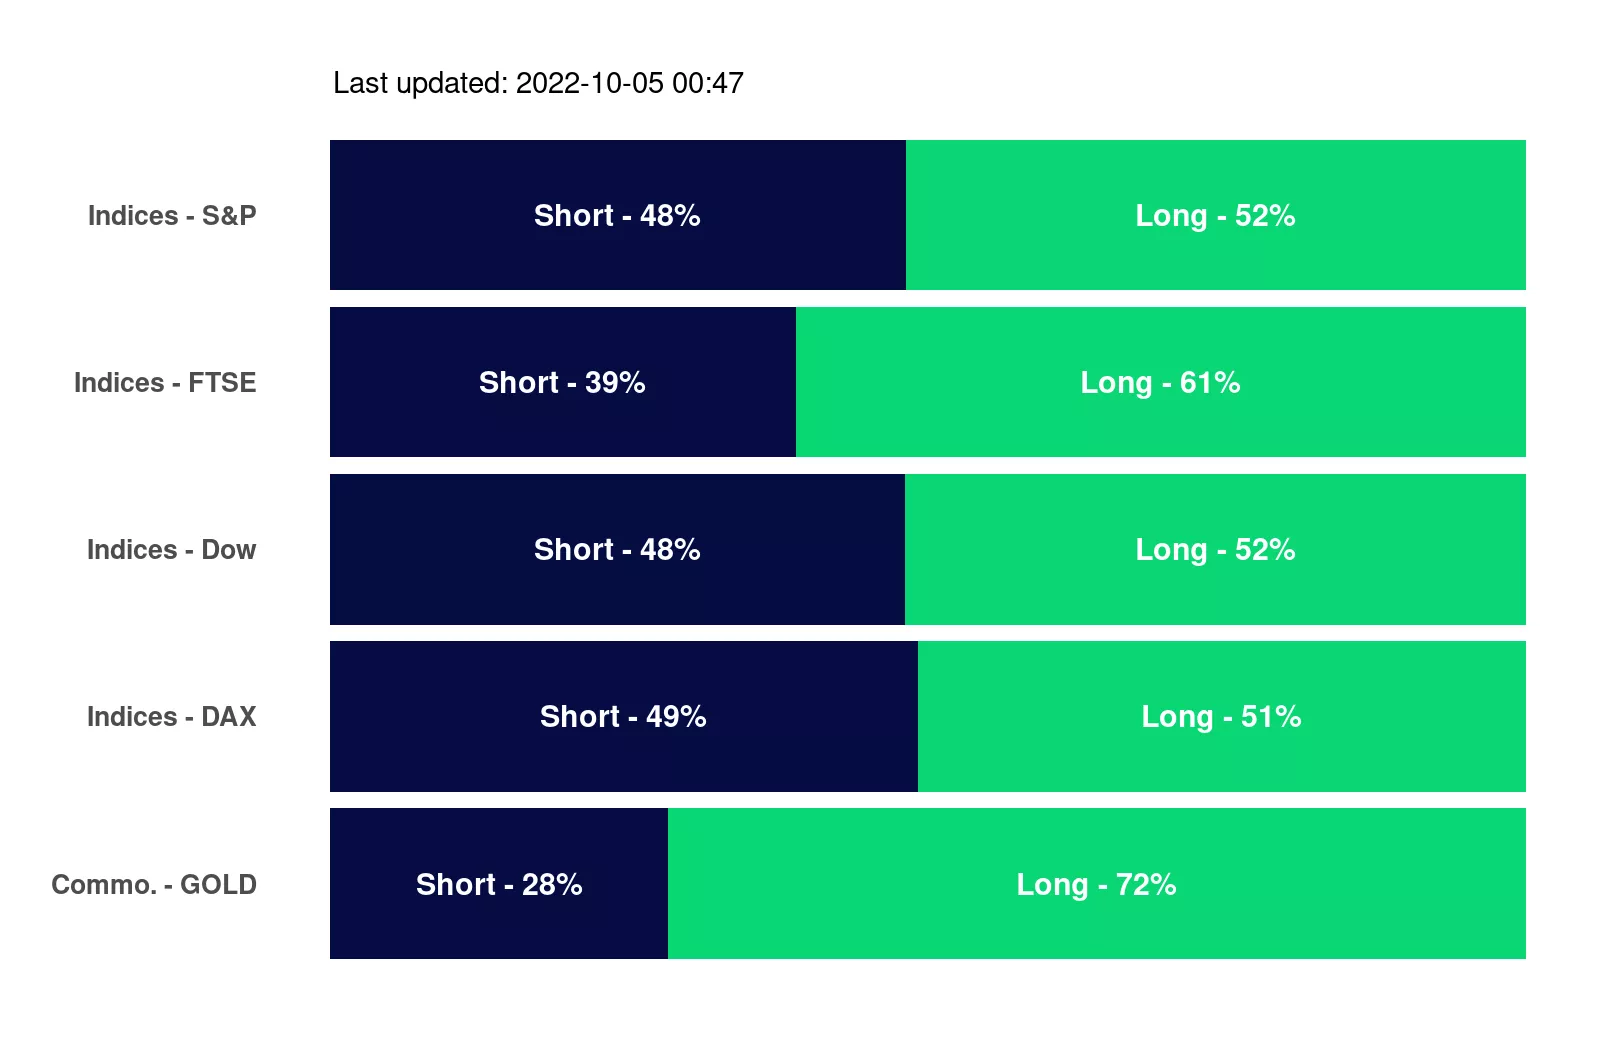 Last updated: 2022-10-05 00:47
Indices - S&P Short - 48% Long - 52%
Indices - FTSE Short - 39% Long - 61%
Indices - Dow Short - 48% Long - 52%
Indices - DAX Short - 49% Long - 51%
Commo. - GOLD Short - 28% Long - 72%